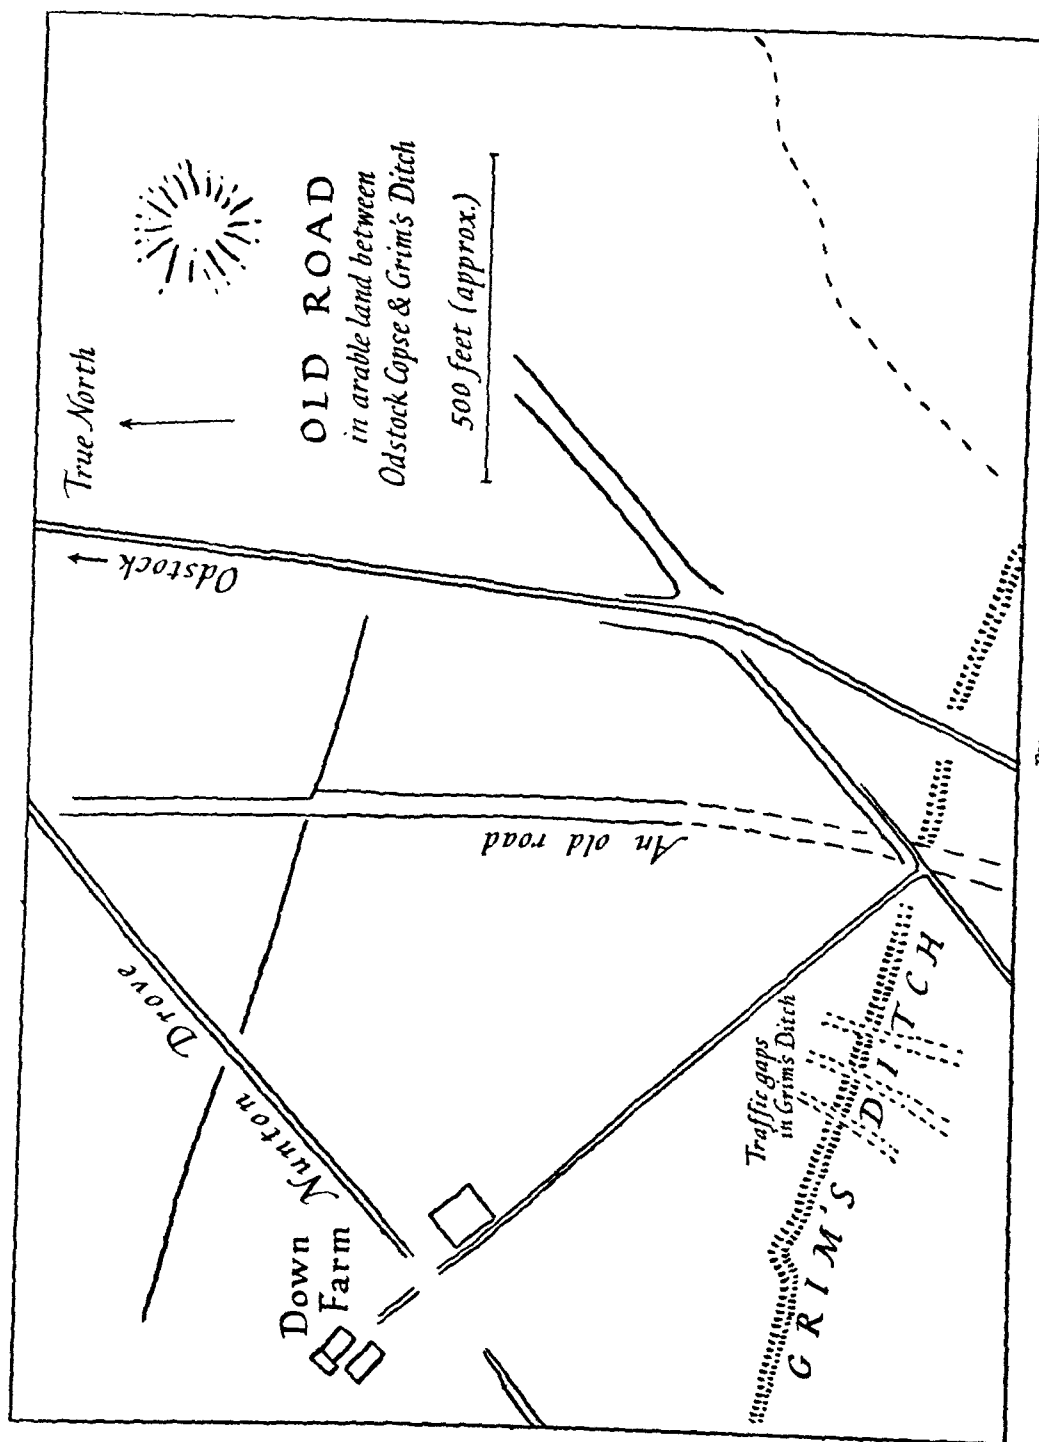 True North
OLD ROAD
in arable land between
Odstock Copse & Grim's Ditch
500 feet (approx.)
Odstock
An old road
Nunton Drove
Down
Farm
Traffic gaps
in Grim's Ditch
GRIM'S DITCH